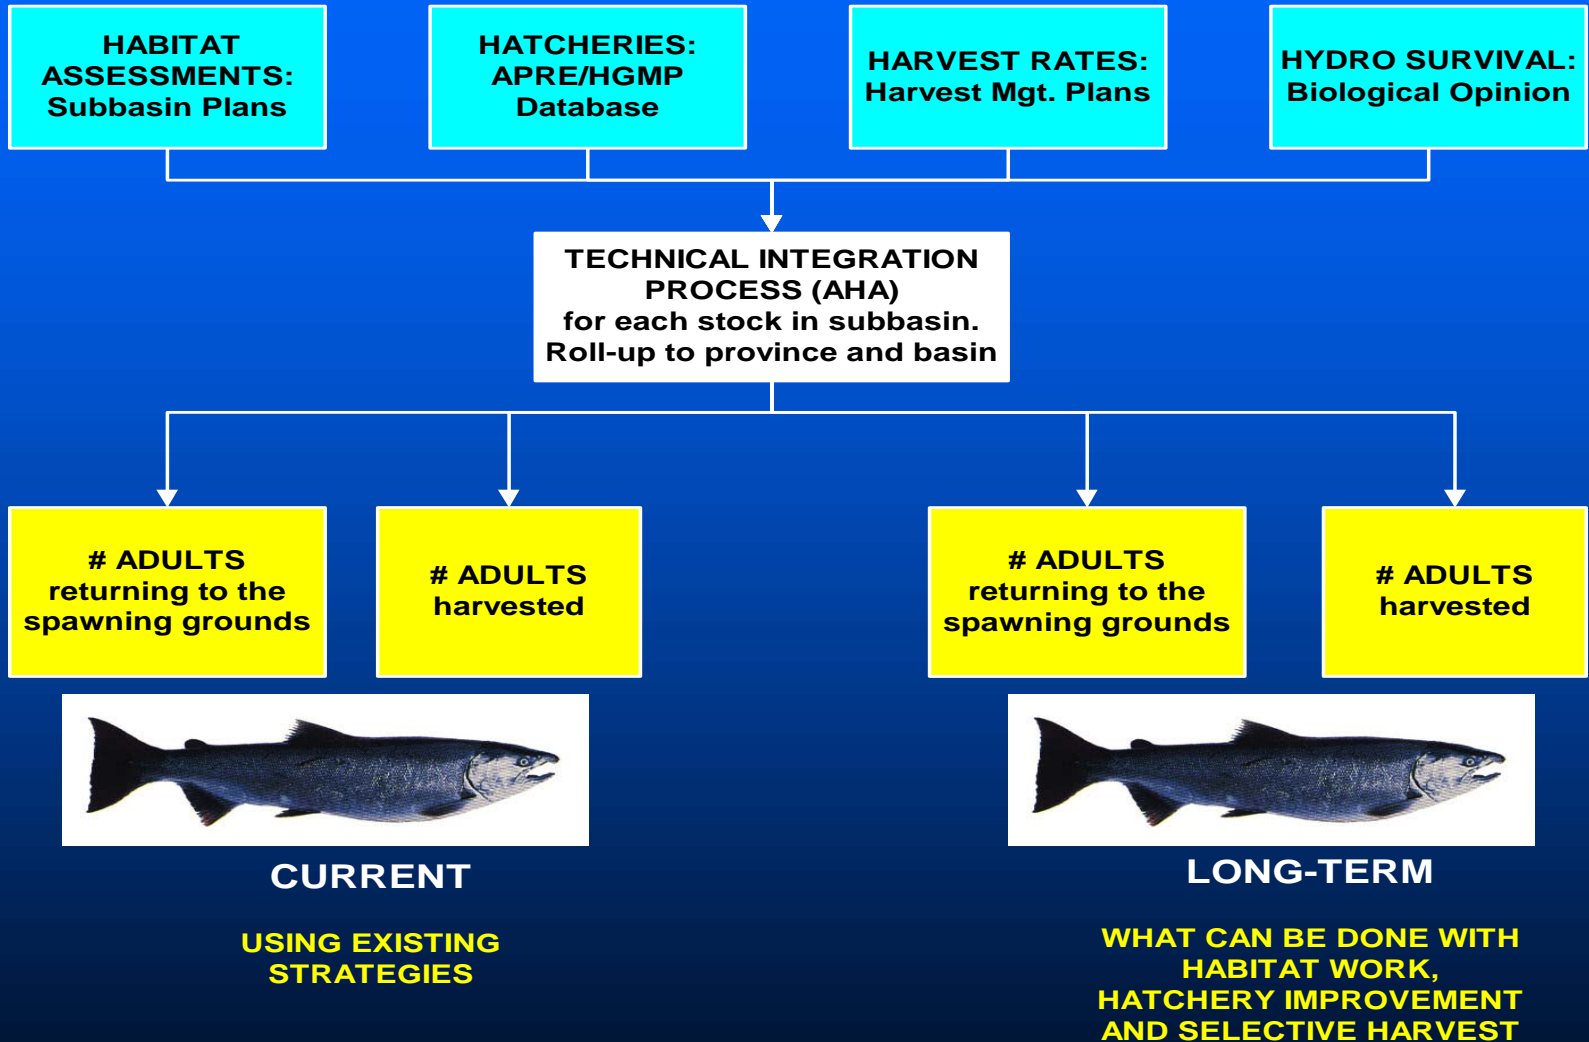 HABITAT
ASSESSMENTS:
Subbasin Plans
HATCHERIES:
APRE/HGMP
Database
HARVEST RATES:
Harvest Mgt. Plans
HYDRO SURVIVAL:
Biological Opinion
TECHNICAL INTEGRATION
PROCESS (AHA)
for each stock in subbasin.
Roll-up to province and basin
# ADULTS
returning to the
spawning grounds
# ADULTS
harvested
# ADULTS
returning to the
spawning grounds
# ADULTS
harvested
CURRENT
USING EXISTING
STRATEGIES
LONG-TERM
WHAT CAN BE DONE WITH
HABITAT WORK,
HATCHERY IMPROVEMENT
AND SELECTIVE HARVEST